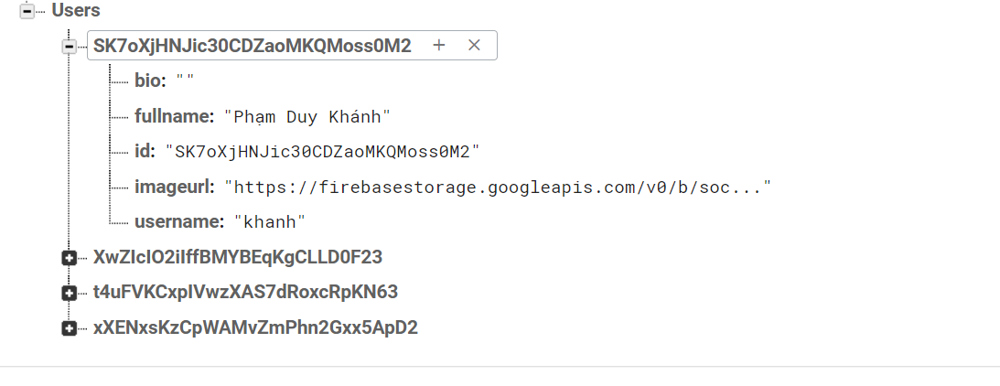 Users
SK7oXjHNJic30CDZaoMKQMoss0M2 + ×
bio: ""
fullname: "Phạm Duy Khánh"
id: "SK7oXjHNJic30CDZaoMKQMoss0M2"
imageurl: "https://firebasestorage.googleapis.com/v0/b/soc..."
username: "khanh"
XwZIcIO2iIffBMYBEqKgCLLD0F23
t4uFVKCxpIVwzXAS7dRoxcRpKN63
xXENxsKzCpWAMvZmPhn2Gxx5ApD2